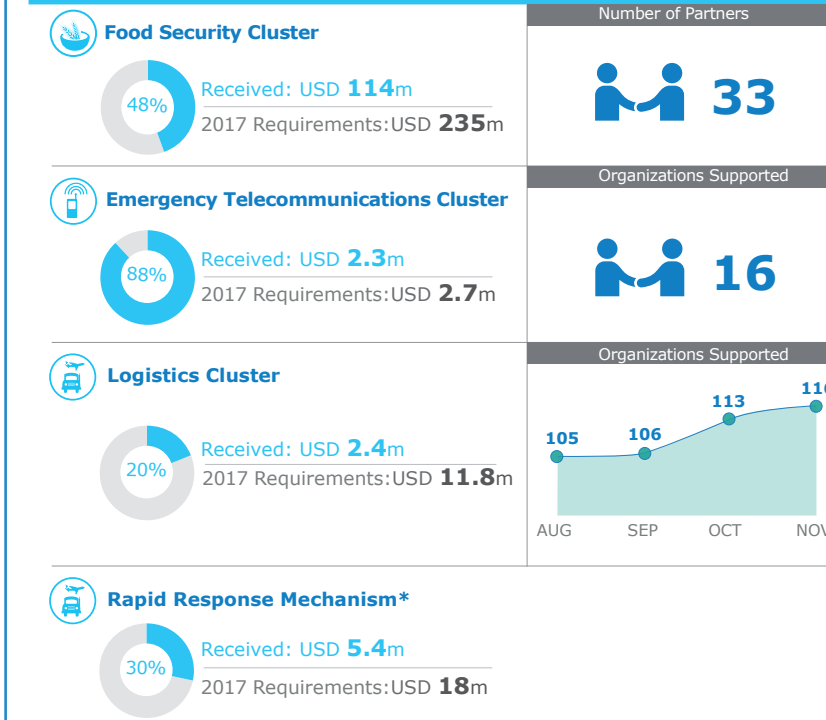 Number of Partners
Food Security Cluster
48%
Received: USD 114m
2017 Requirements:USD 235m
33
Organizations Supported
Emergency Telecommunications Cluster
88%
Received: USD 2.3m
2017 Requirements:USD 2.7m
16
Organizations Supported
Logistics Cluster
20%
Received: USD 2.4m
2017 Requirements:USD 11.8m
105
106
113
AUG SEP OCT NOV
Rapid Response Mechanism*
30%
Received: USD 5.4m
2017 Requirements:USD 18m